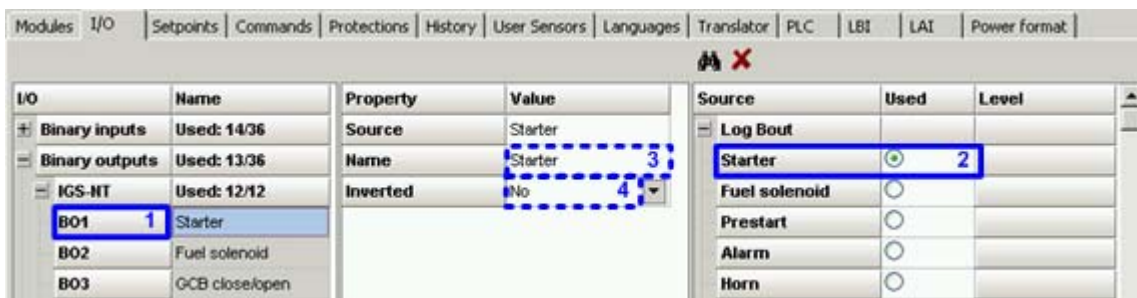 Modules I/O Setpoints Commands Protections History User Sensors Languages Translator PLC LBI LAI Power format
I/O Name Property Value Source Used Level
Binary inputs Used: 14/36 Source Starter Log Bout
Binary outputs Used: 13/36 Name Starter 3 Starter 2
IGS-NT Used: 12/12 Inverted No 4 Fuel solenoid
BO1 1 Starter Prestart
BO2 Fuel solenoid Alarm
BO3 GCB close/open Horn